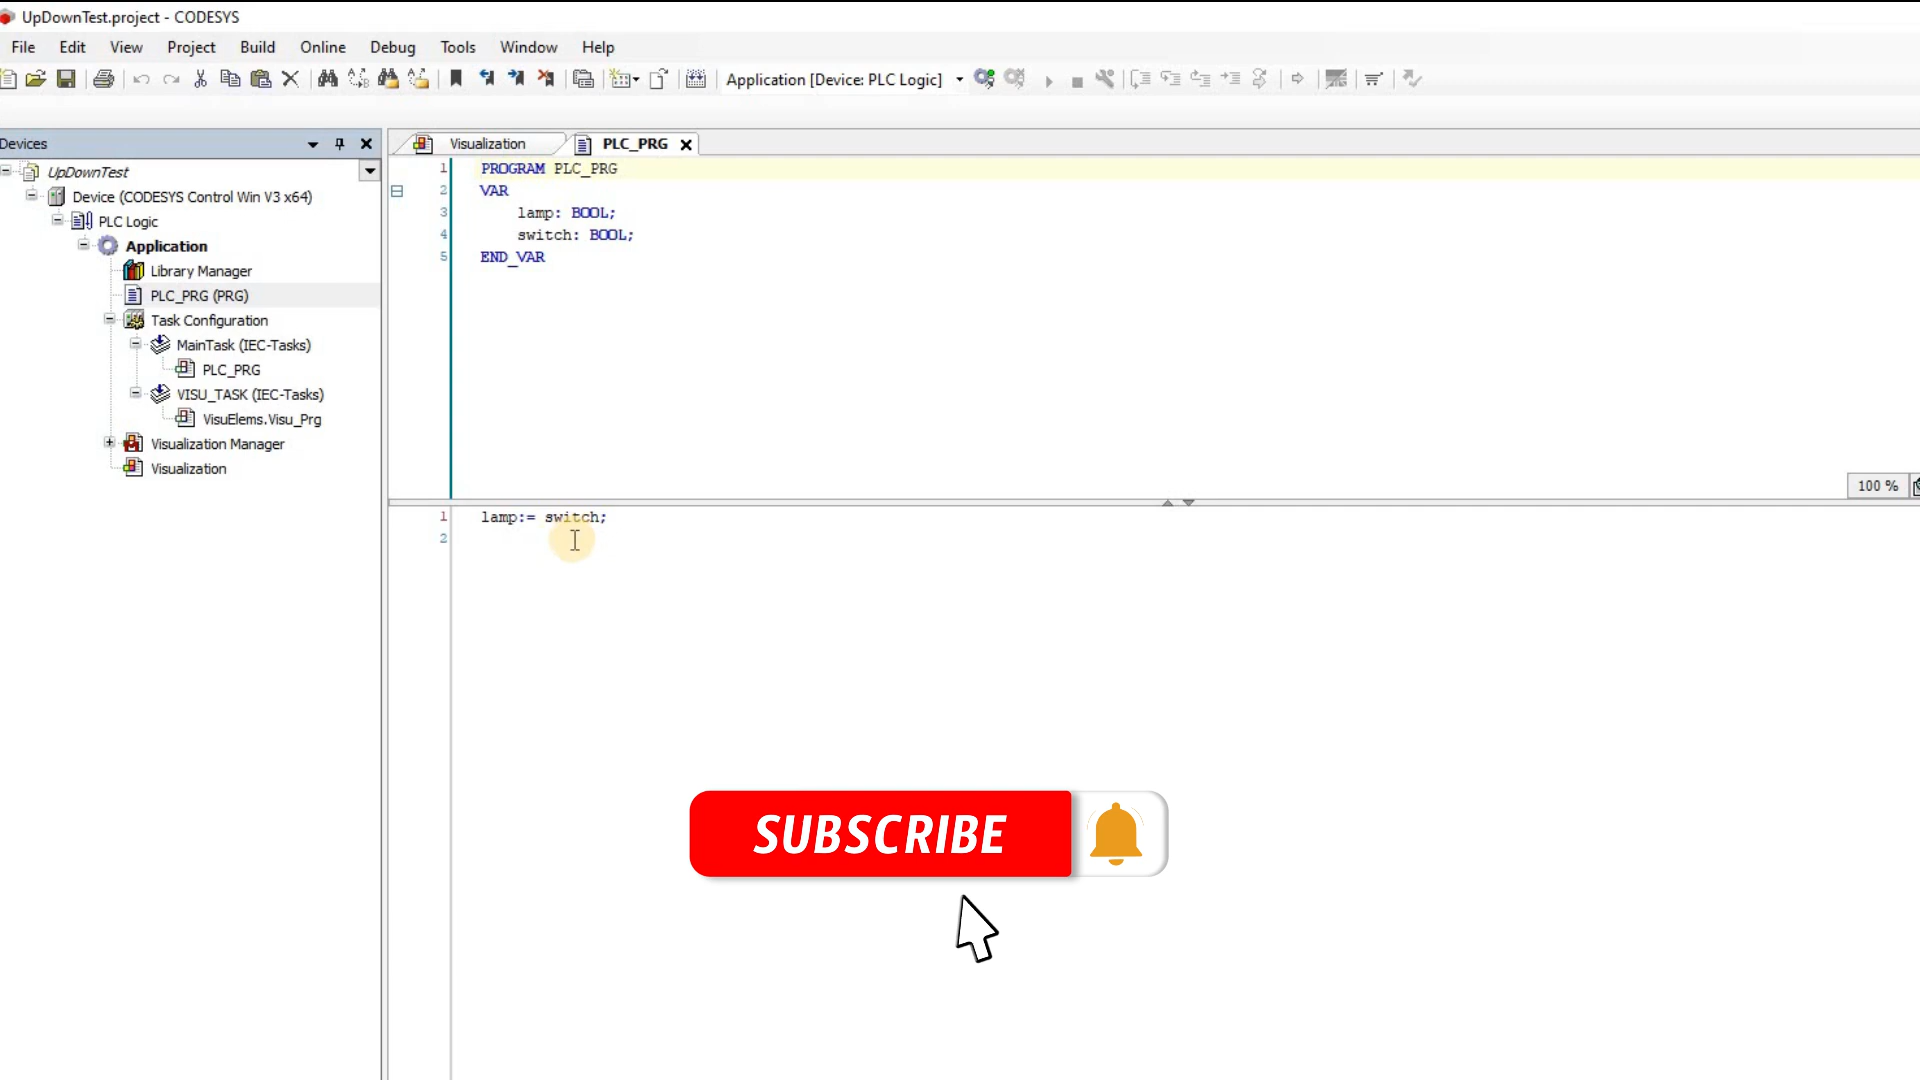 UpDownTest.project - CODESYS
File Edit View Project Build Online Debug Tools Window Help
Application [Device: PLC Logic]
Devices
UpDownTest
Device (CODESYS Control Win V3 x64)
PLC Logic
Application
Library Manager
PLC_PRG (PRG)
Task Configuration
MainTask (IEC-Tasks)
PLC_PRG
VISU_TASK (IEC-Tasks)
VisuElems.Visu_Prg
Visualization Manager
Visualization
Visualization PLC_PRG
1 PROGRAM PLC_PRG
2 VAR
3 lamp: BOOL;
4 switch: BOOL;
5 END_VAR
100 %
1 lamp:= switch;
2
SUBSCRIBE